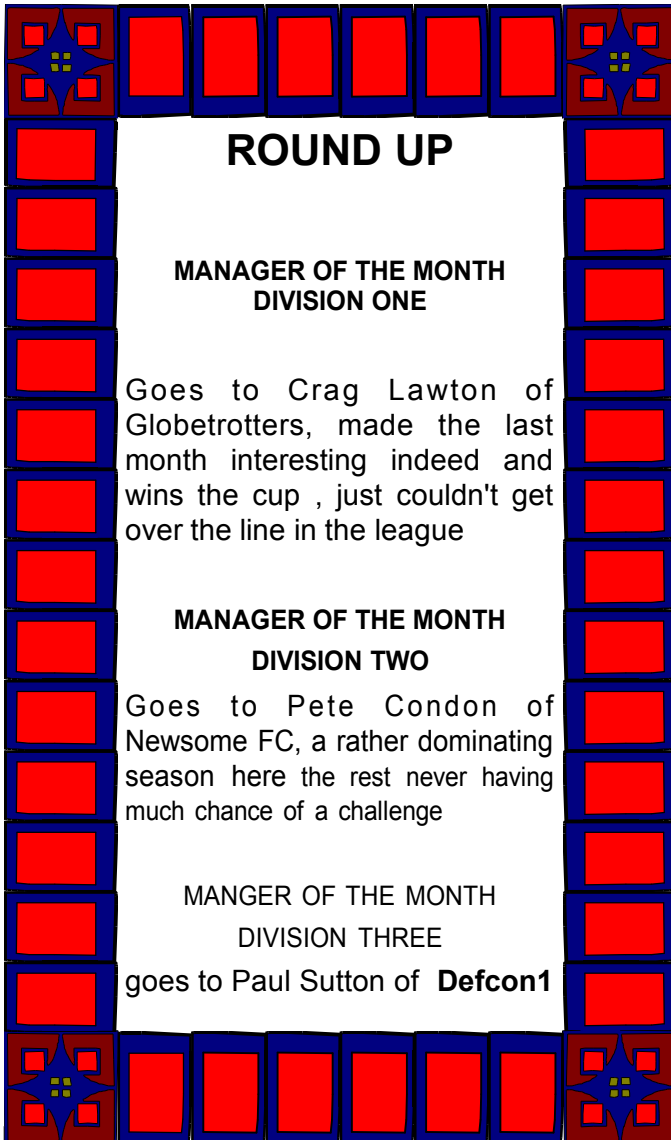 ROUND UP
MANAGER OF THE MONTH
DIVISION ONE
Goes to Crag Lawton of
Globetrotters, made the last
month interesting indeed and
wins the cup , just couldn't get
over the line in the league
MANAGER OF THE MONTH
DIVISION TWO
Goes to Pete Condon of
Newsome FC, a rather dominating
season here the rest never having
much chance of a challenge
MANGER OF THE MONTH
DIVISION THREE
goes to Paul Sutton of Defcon1